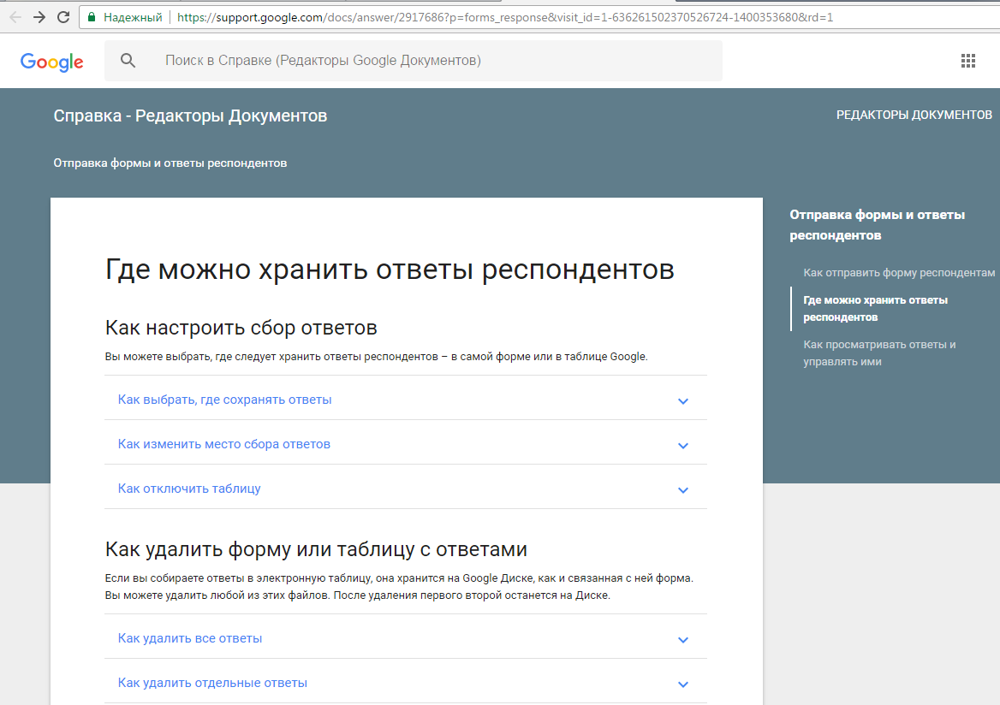 Надежный
https://support.google.com/docs/answer/2917686?p=forms_response&visit_id=1-636261502370526724-1400353680&rd=1
Google
Поиск в Справке (Редакторы Google Документов)
Справка - Редакторы Документов
РЕДАКТОРЫ ДОКУМЕНТОВ
Отправка формы и ответы респондентов
Где можно хранить ответы респондентов
Как настроить сбор ответов
Вы можете выбрать, где следует хранить ответы респондентов – в самой форме или в таблице Google.
Как выбрать, где сохранять ответы
Как изменить место сбора ответов
Как отключить таблицу
Как удалить форму или таблицу с ответами
Если вы собираете ответы в электронную таблицу, она хранится на Google Диске, как и связанная с ней форма.
Вы можете удалить любой из этих файлов. После удаления первого второй останется на Диске.
Как удалить все ответы
Как удалить отдельные ответы
Отправка формы и ответы
респондентов
Как отправить форму респондентам
Где можно хранить ответы
респондентов
Как просматривать ответы и
управлять ими